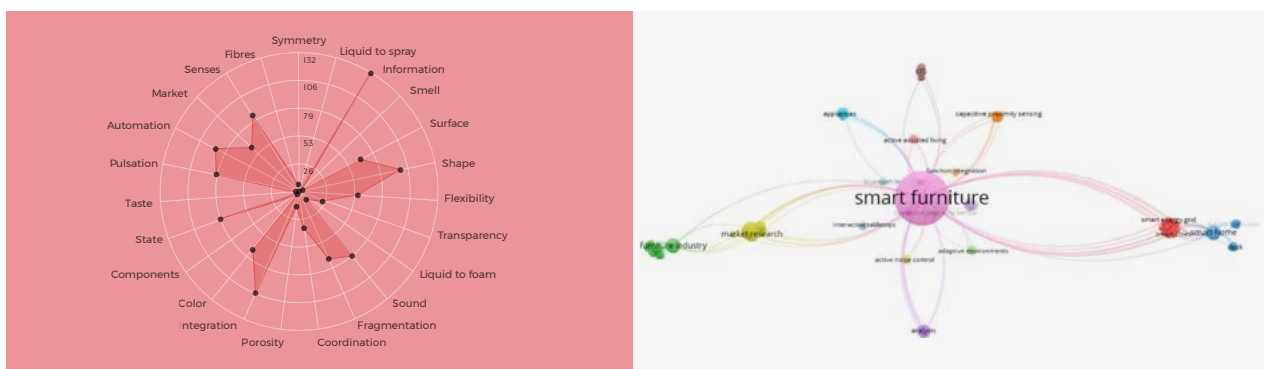 Symmetry
Liquid to spray
Information
Smell
Surface
Shape
Flexibility
Transparency
Liquid to foam
Sound
Fragmentation
Coordination
Porosity
Integration
Color
Components
State
Taste
Pulsation
Automation
Market
Senses
Fibres
132
106
79
53
26
appliances
capacitive proximity sensing
active assisted living
function integration
smart furniture
interactive tabletops
market research
furniture industry
active noise control
adaptive environments
analysis
smart energy grid
smart home